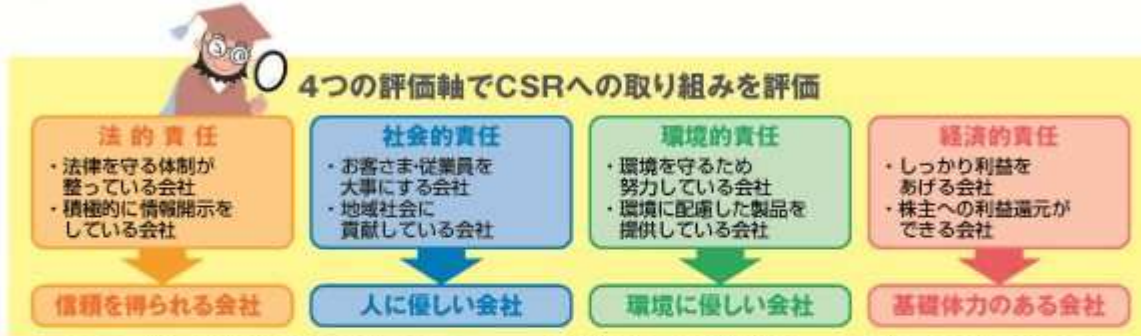 4つの評価軸でCSRへの取り組みを評価
法的責任
・法律を守る体制が
整っている会社
・積極的に情報開示を
している会社
信頼を得られる会社
社会的責任
・お客さま・従業員を
大事にする会社
・地域社会に
貢献している会社
人に優しい会社
環境的責任
・環境を守るため
努力している会社
・環境に配慮した製品を
提供している会社
環境に優しい会社
経済的責任
・しっかり利益を
あげる会社
・株主への利益還元が
できる会社
基礎体力のある会社